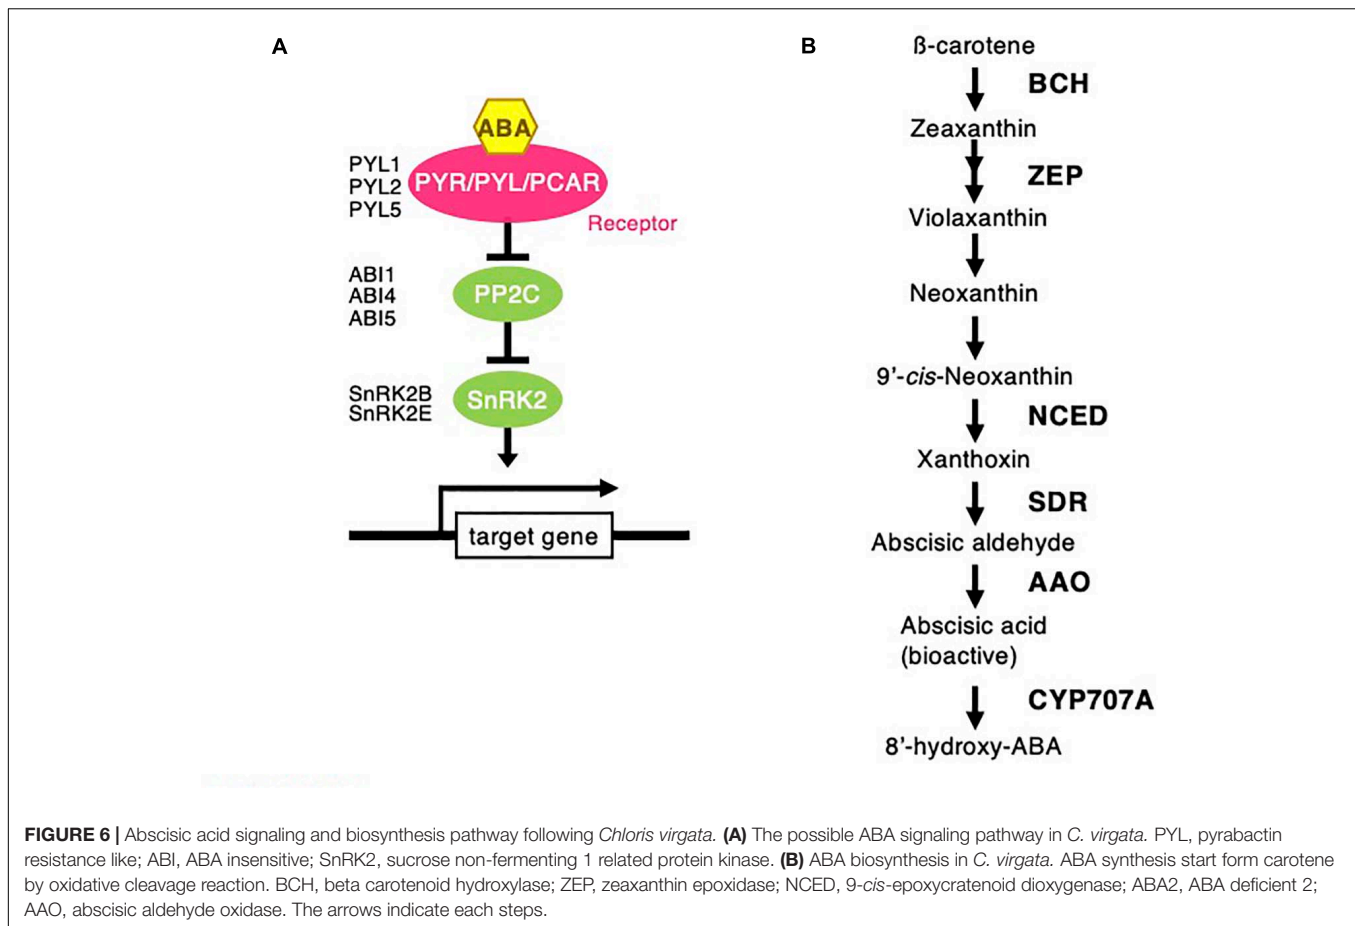 A
ABA
PYL1
PYL2
PYL5
PYR/PYL/PCAR
Receptor
ABI1
ABI4
ABI5
PP2C
SnRK2B
SnRK2E
SnRK2
target gene
B
ß-carotene
BCH
Zeaxanthin
ZEP
Violaxanthin
Neoxanthin
9’-cis-Neoxanthin
NCED
Xanthoxin
SDR
Abscisic aldehyde
AAO
Abscisic acid
(bioactive)
CYP707A
8’-hydroxy-ABA
FIGURE 6 | Abscisic acid signaling and biosynthesis pathway following Chloris virgata. (A) The possible ABA signaling pathway in C. virgata. PYL, pyrabactin
resistance like; ABI, ABA insensitive; SnRK2, sucrose non-fermenting 1 related protein kinase. (B) ABA biosynthesis in C. virgata. ABA synthesis start form carotene
by oxidative cleavage reaction. BCH, beta carotenoid hydroxylase; ZEP, zeaxanthin epoxidase; NCED, 9-cis-epoxycratenoid dioxygenase; ABA2, ABA deficient 2;
AAO, abscisic aldehyde oxidase. The arrows indicate each steps.